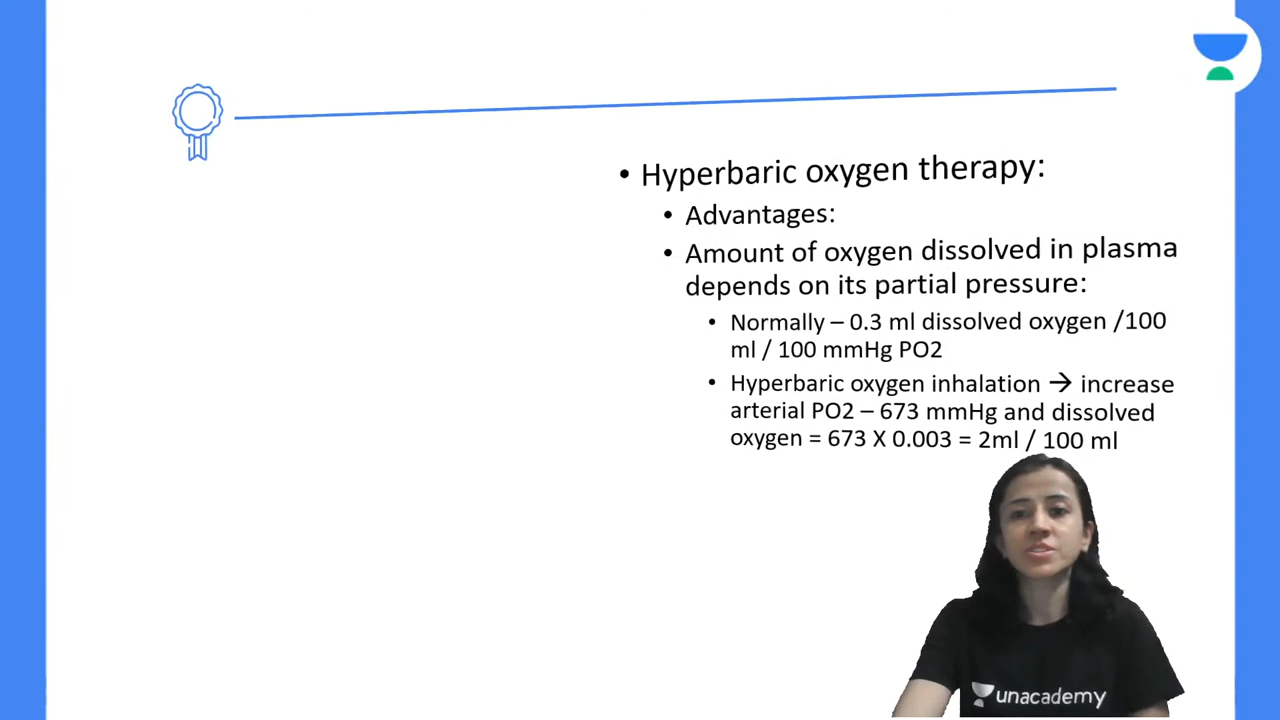 • Hyperbaric oxygen therapy:
• Advantages:
• Amount of oxygen dissolved in plasma
depends on its partial pressure:
• Normally – 0.3 ml dissolved oxygen /100
ml / 100 mmHg PO2
• Hyperbaric oxygen inhalation → increase
arterial PO2 – 673 mmHg and dissolved
oxygen = 673 X 0.003 = 2ml / 100 ml
unacademy